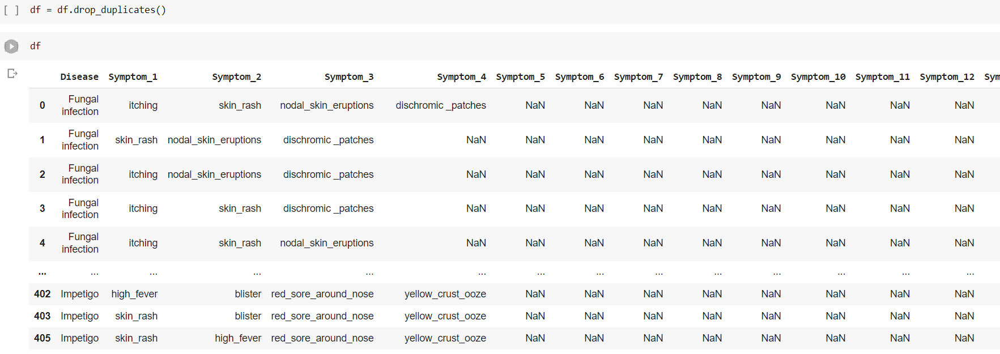 [ ] df = df.drop_duplicates()
df
Disease Symptom_1 Symptom_2 Symptom_3 Symptom_4 Symptom_5 Symptom_6 Symptom_7 Symptom_8 Symptom_9 Symptom_10 Symptom_11 Symptom_12 Sym
0 Fungal infection itching skin_rash nodal_skin_eruptions dischromic _patches NaN NaN NaN NaN NaN NaN NaN NaN
1 Fungal infection skin_rash nodal_skin_eruptions dischromic _patches NaN NaN NaN NaN NaN NaN NaN NaN NaN
2 Fungal infection itching nodal_skin_eruptions dischromic _patches NaN NaN NaN NaN NaN NaN NaN NaN NaN
3 Fungal infection itching skin_rash dischromic _patches NaN NaN NaN NaN NaN NaN NaN NaN NaN
4 Fungal infection itching skin_rash nodal_skin_eruptions NaN NaN NaN NaN NaN NaN NaN NaN NaN
... ... ... ... ... ... ... ... ... ... ... ... ... ...
402 Impetigo high_fever blister red_sore_around_nose yellow_crust_ooze NaN NaN NaN NaN NaN NaN NaN NaN
403 Impetigo skin_rash blister red_sore_around_nose yellow_crust_ooze NaN NaN NaN NaN NaN NaN NaN NaN
405 Impetigo skin_rash high_fever red_sore_around_nose yellow_crust_ooze NaN NaN NaN NaN NaN NaN NaN NaN